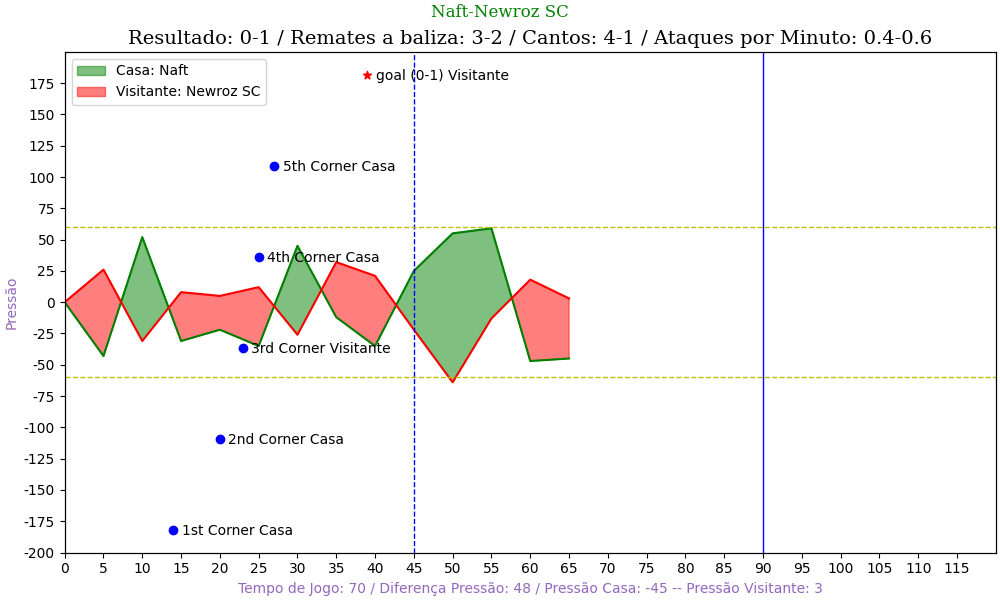 Naft-Newroz SC
Resultado: 0-1 / Remates a baliza: 3-2 / Cantos: 4-1 / Ataques por Minuto: 0.4-0.6
Casa: Naft
Visitante: Newroz SC
goal (0-1) Visitante
5th Corner Casa
4th Corner Casa
3rd Corner Visitante
2nd Corner Casa
1st Corner Casa
Pressão
175
150
125
100
75
50
25
0
-25
-50
-75
-100
-125
-150
-175
-200
0 5 10 15 20 25 30 35 40 45 50 55 60 65 70 75 80 85 90 95 100 105 110 115
Tempo de Jogo: 70 / Diferença Pressão: 48 / Pressão Casa: -45 -- Pressão Visitante: 3